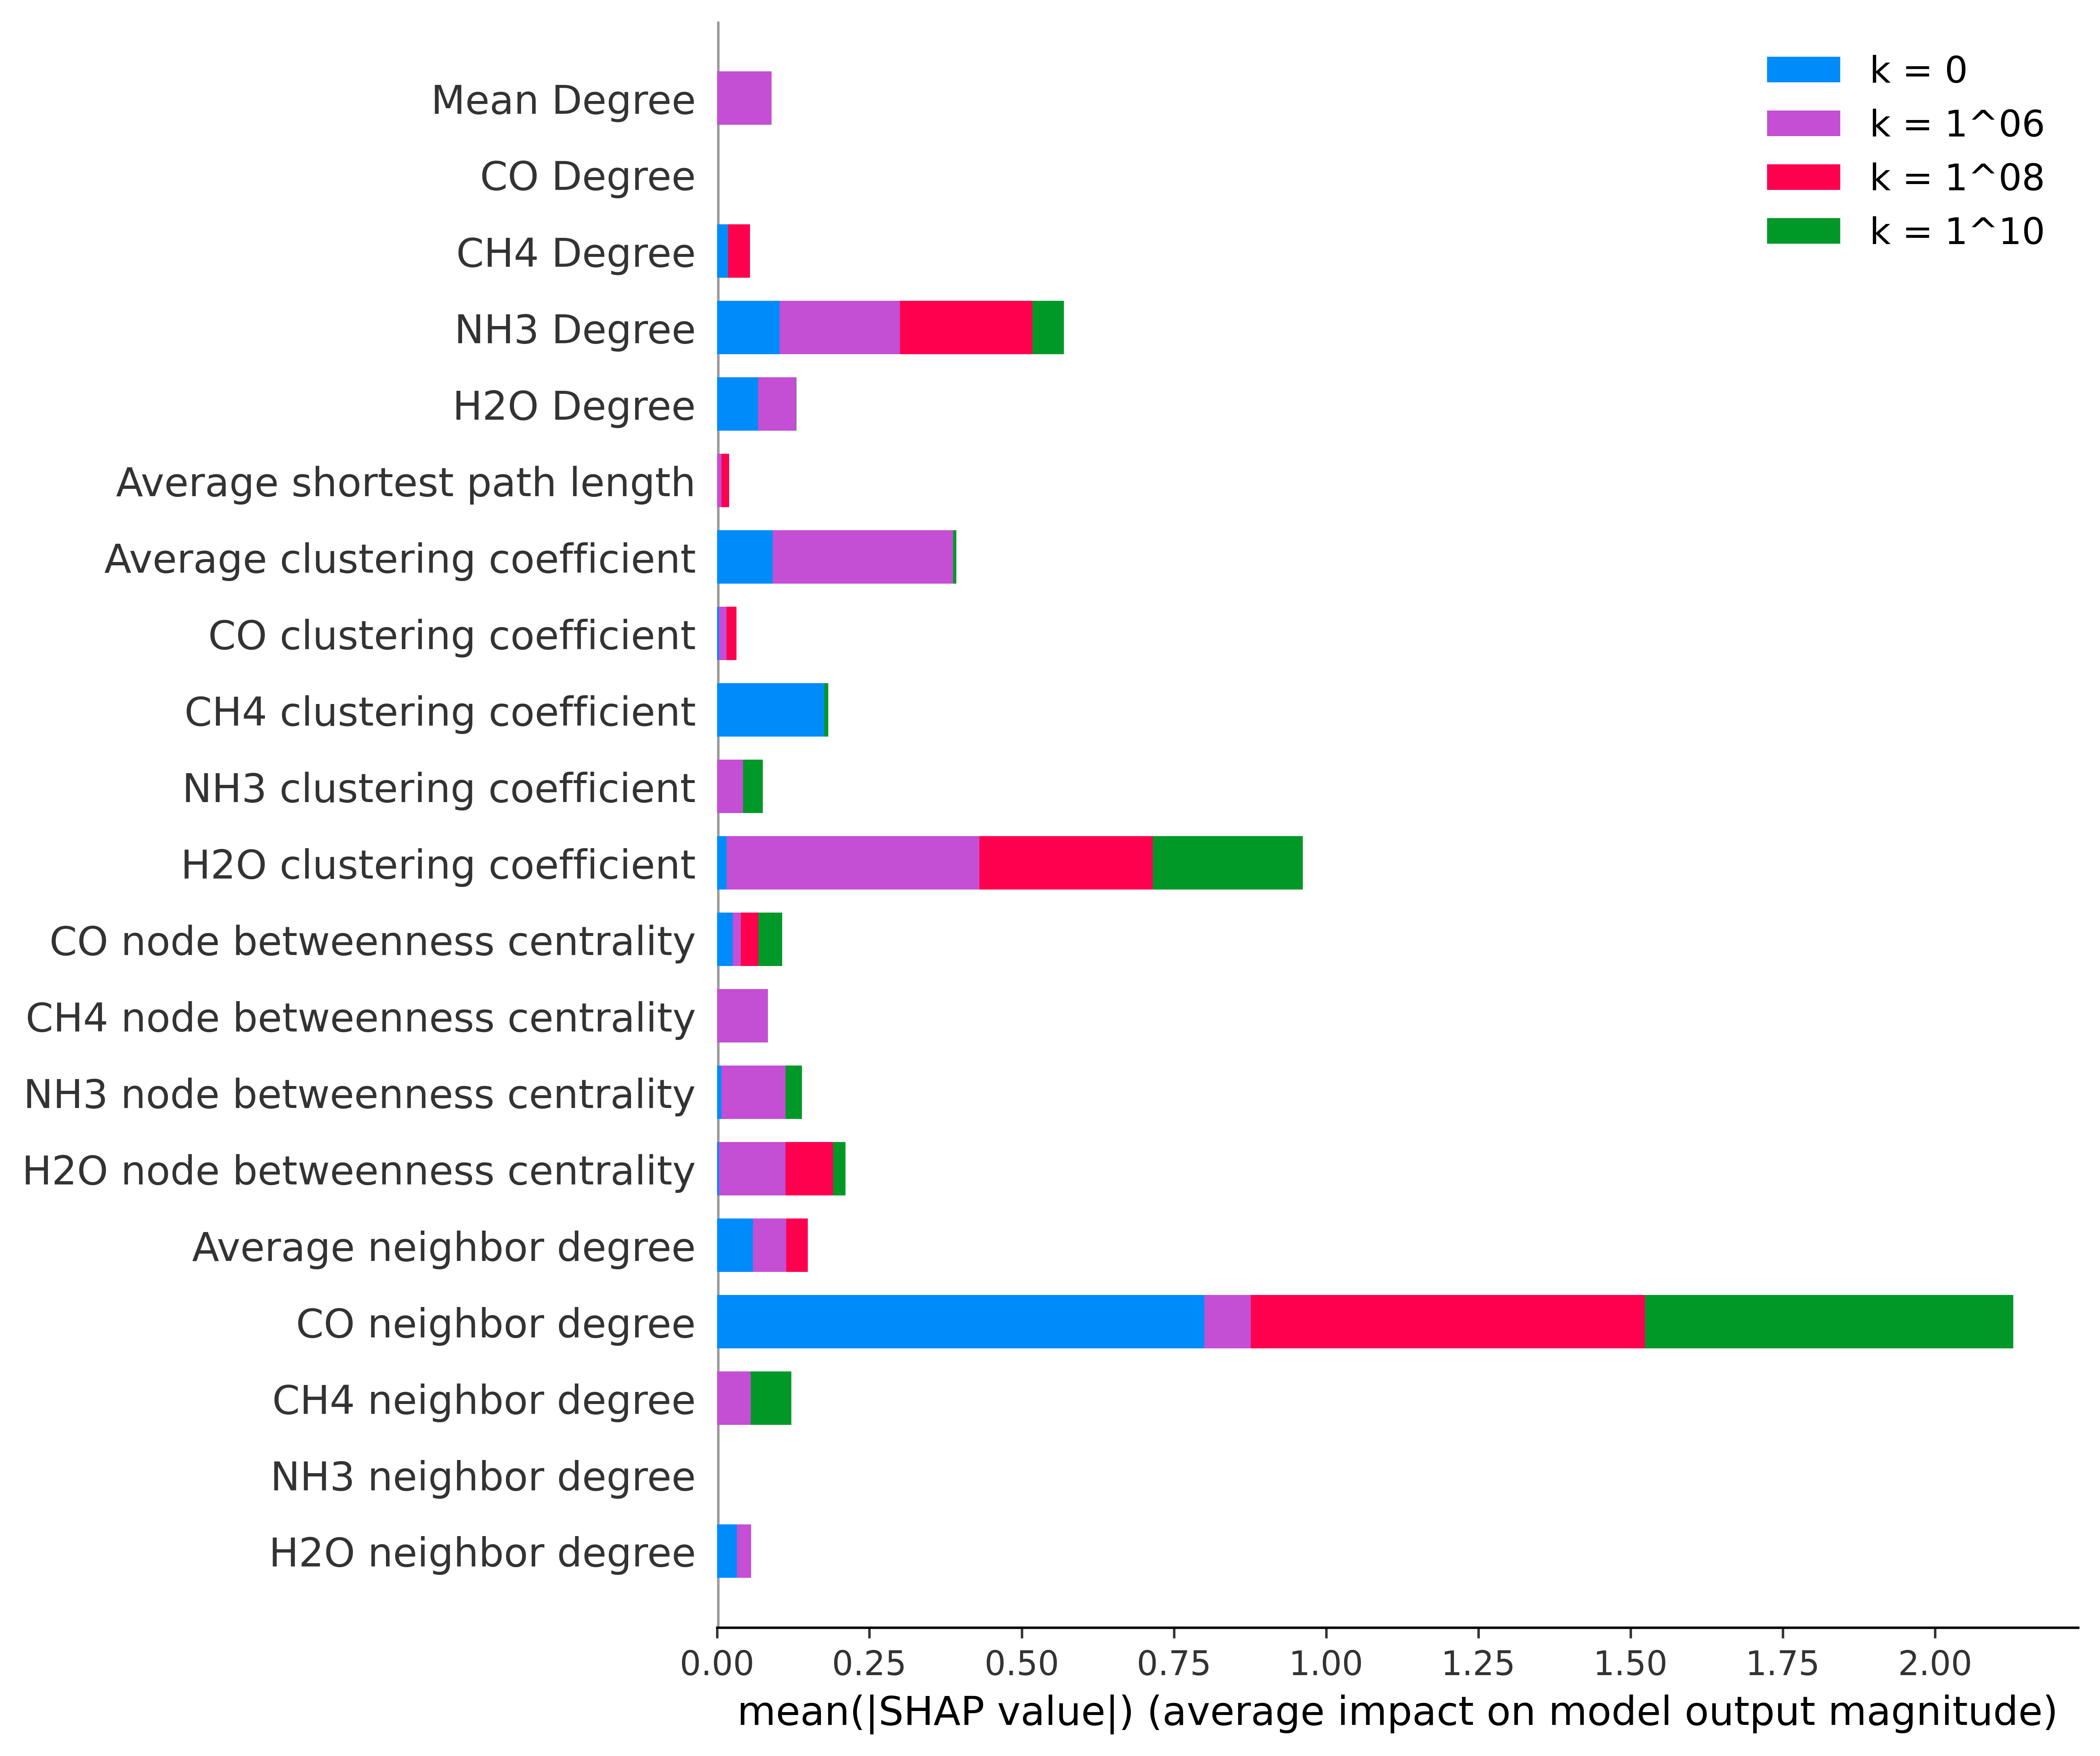 k = 0
k = 1^06
k = 1^08
k = 1^10
Mean Degree
CO Degree
CH4 Degree
NH3 Degree
H2O Degree
Average shortest path length
Average clustering coefficient
CO clustering coefficient
CH4 clustering coefficient
NH3 clustering coefficient
H2O clustering coefficient
CO node betweenness centrality
CH4 node betweenness centrality
NH3 node betweenness centrality
H2O node betweenness centrality
Average neighbor degree
CO neighbor degree
CH4 neighbor degree
NH3 neighbor degree
H2O neighbor degree
0.00 0.25 0.50 0.75 1.00 1.25 1.50 1.75 2.00
mean(|SHAP value|) (average impact on model output magnitude)